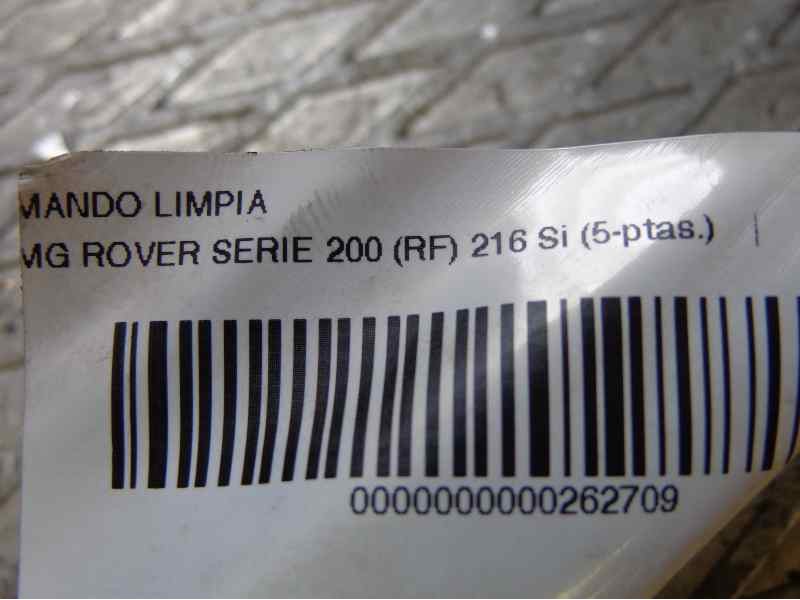 MANDO LIMPIA
MG ROVER SERIE 200 (RF) 216 Si (5-ptas.)
0000000000262709